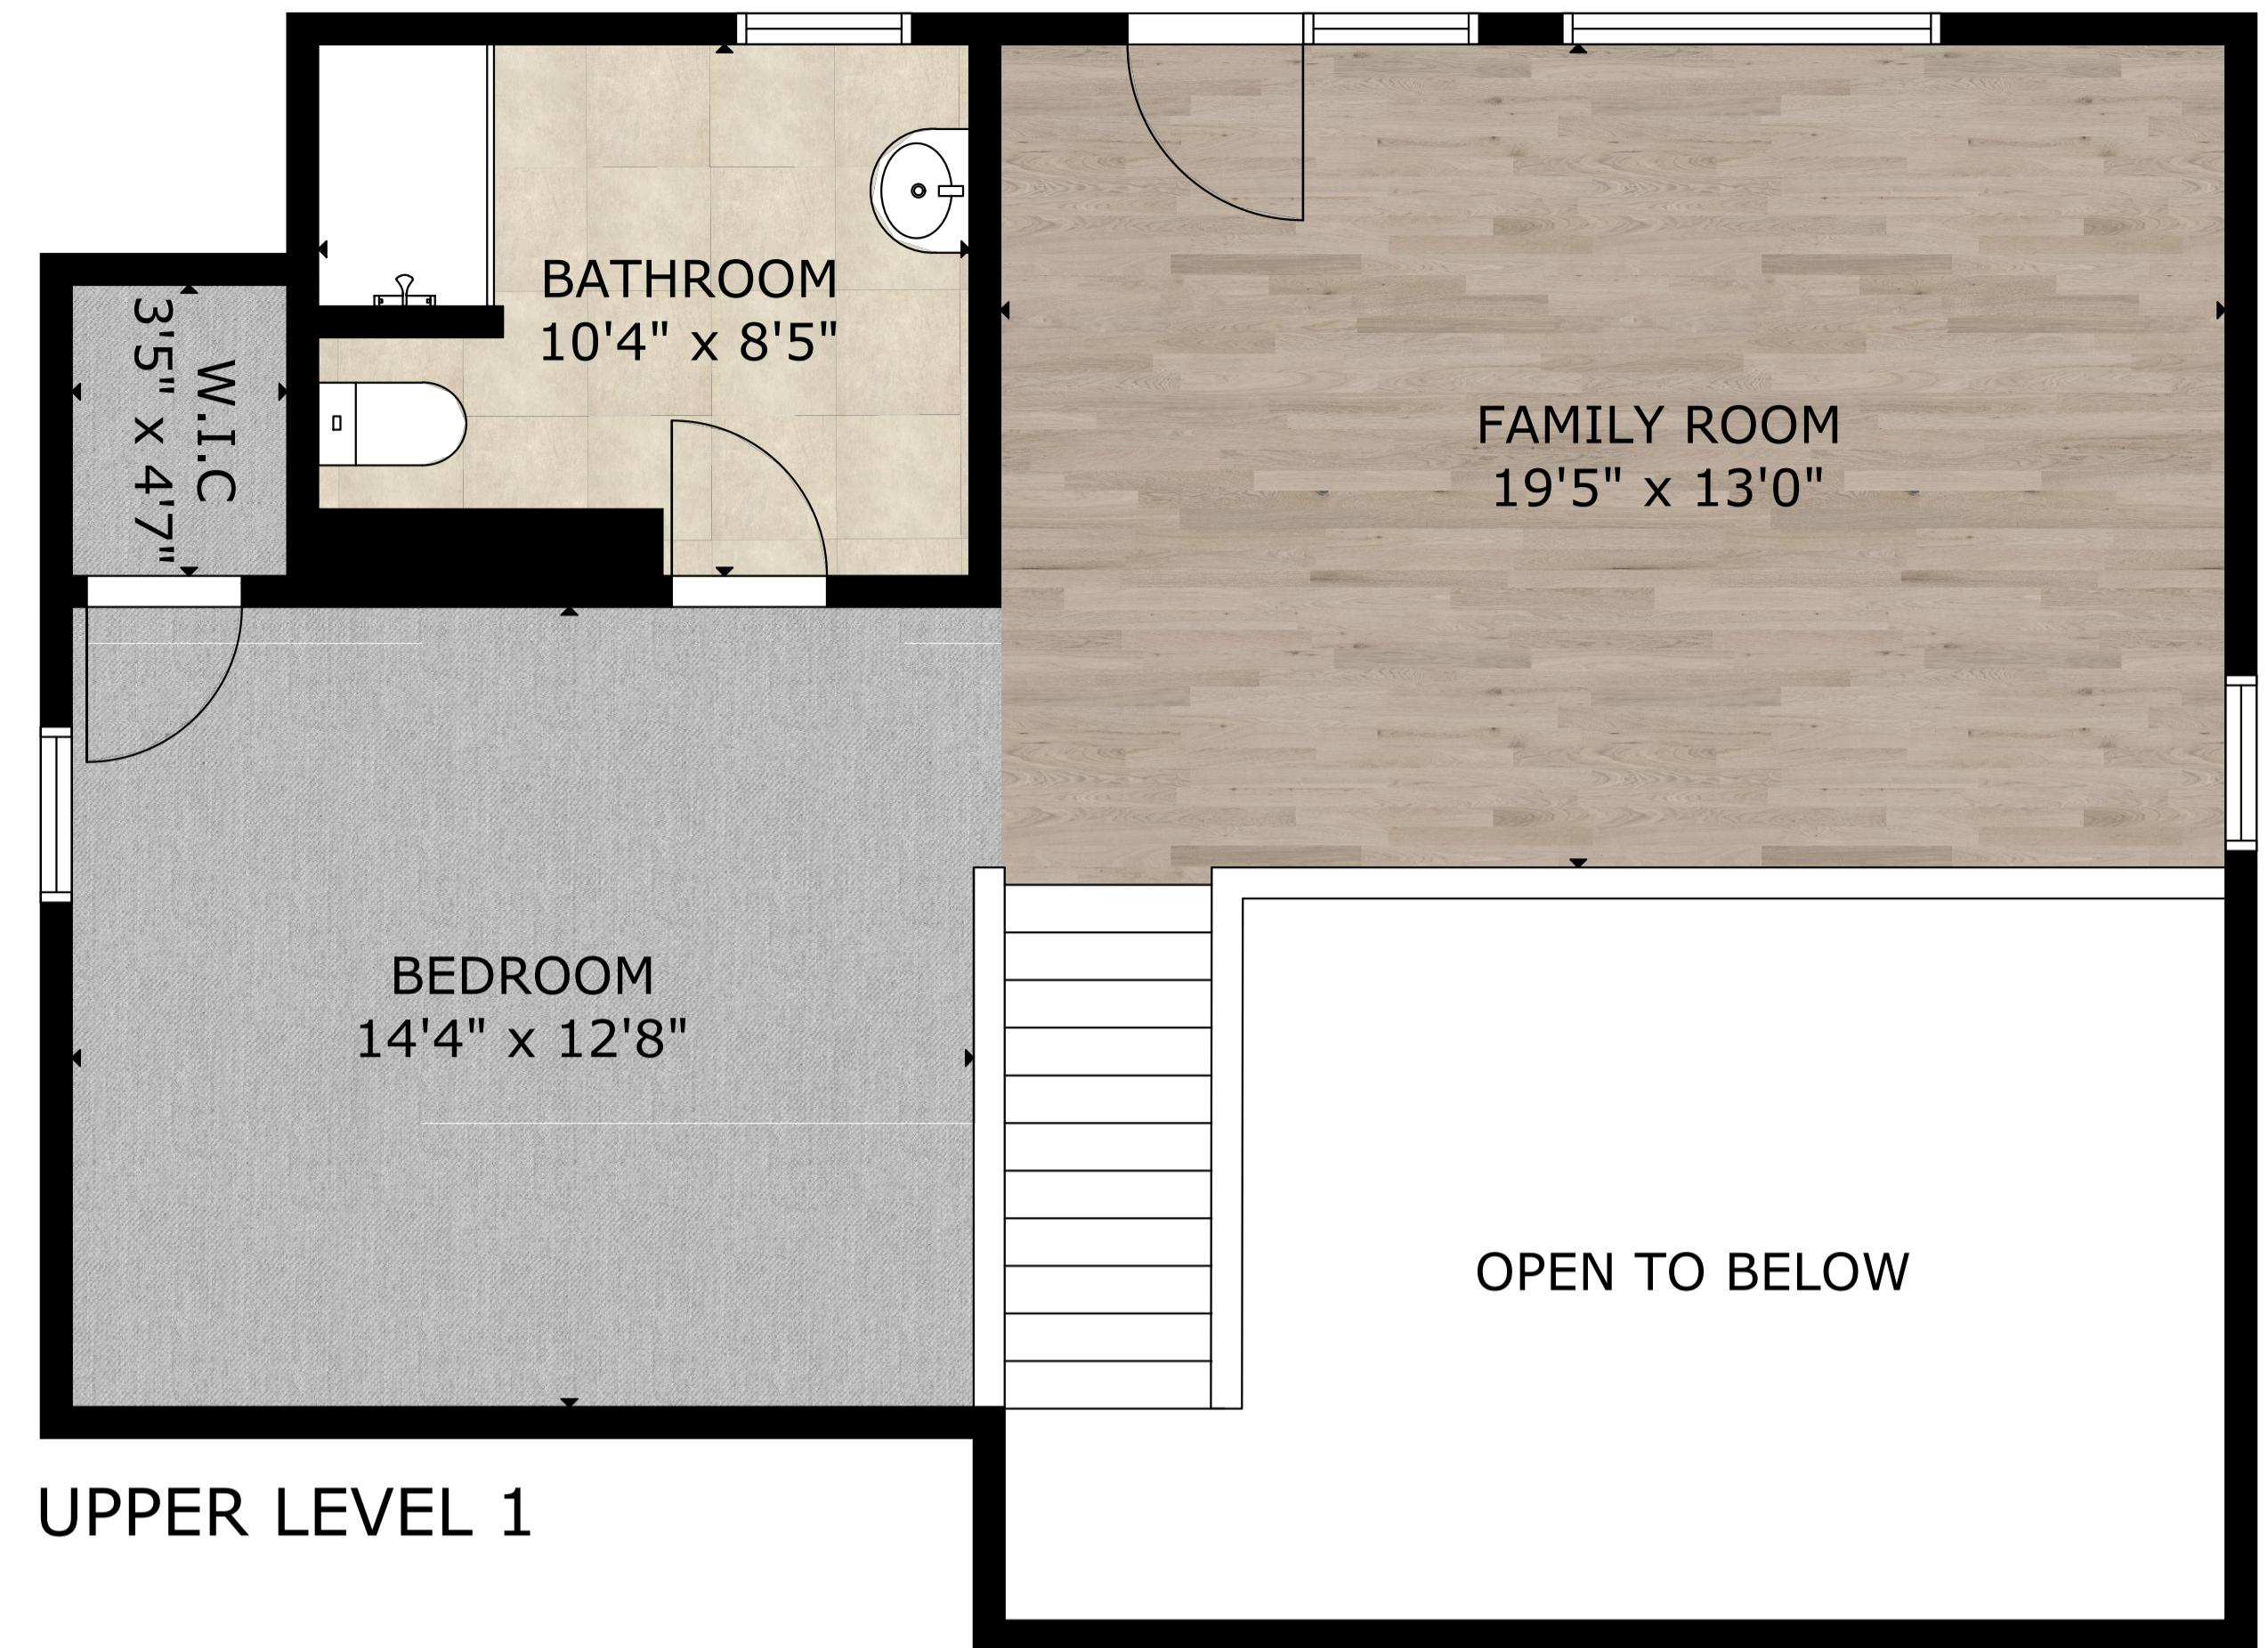 BATHROOM
10'4" x 8'5"
W.I.C
3'5" x 4'7"
FAMILY ROOM
19'5" x 13'0"
BEDROOM
14'4" x 12'8"
OPEN TO BELOW
UPPER LEVEL 1